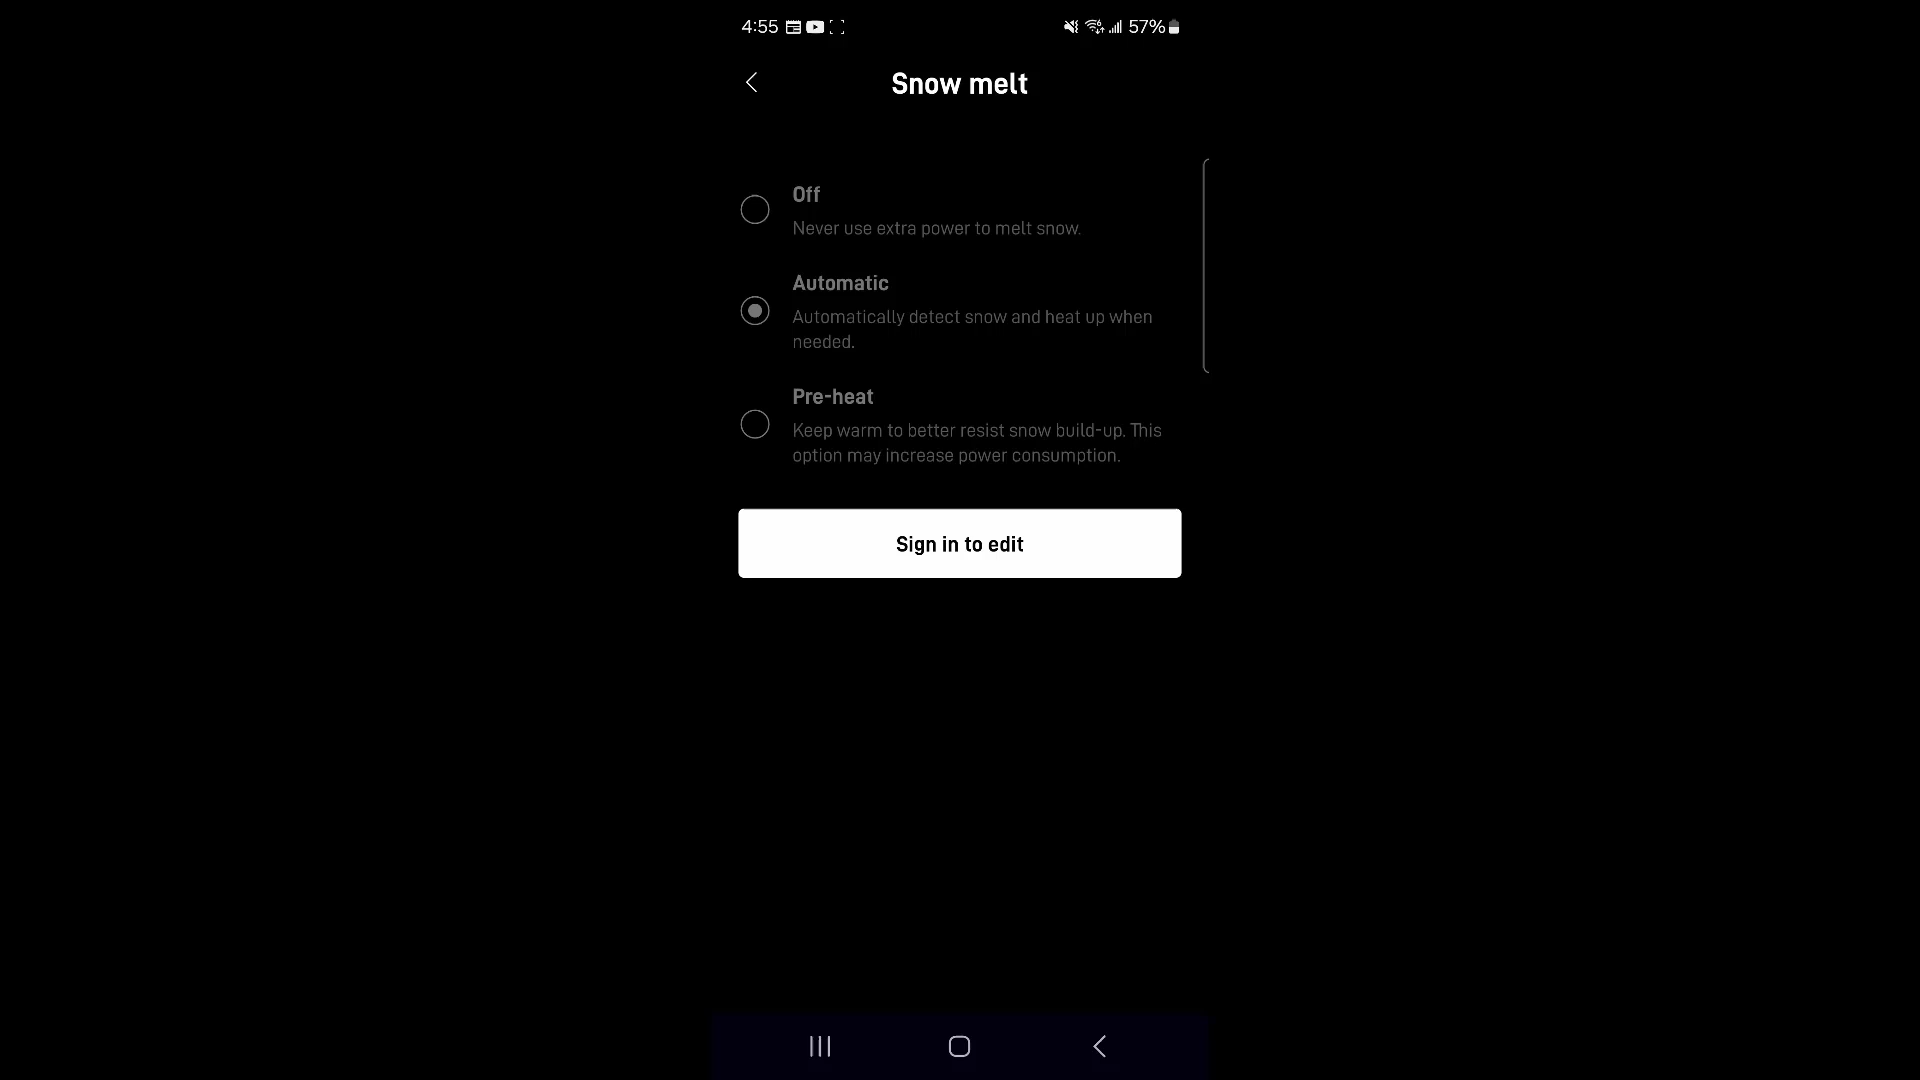 4:55
57%
Snow melt
Off
Never use extra power to melt snow.
Automatic
Automatically detect snow and heat up when
needed.
Pre-heat
Keep warm to better resist snow build-up. This
option may increase power consumption.
Sign in to edit